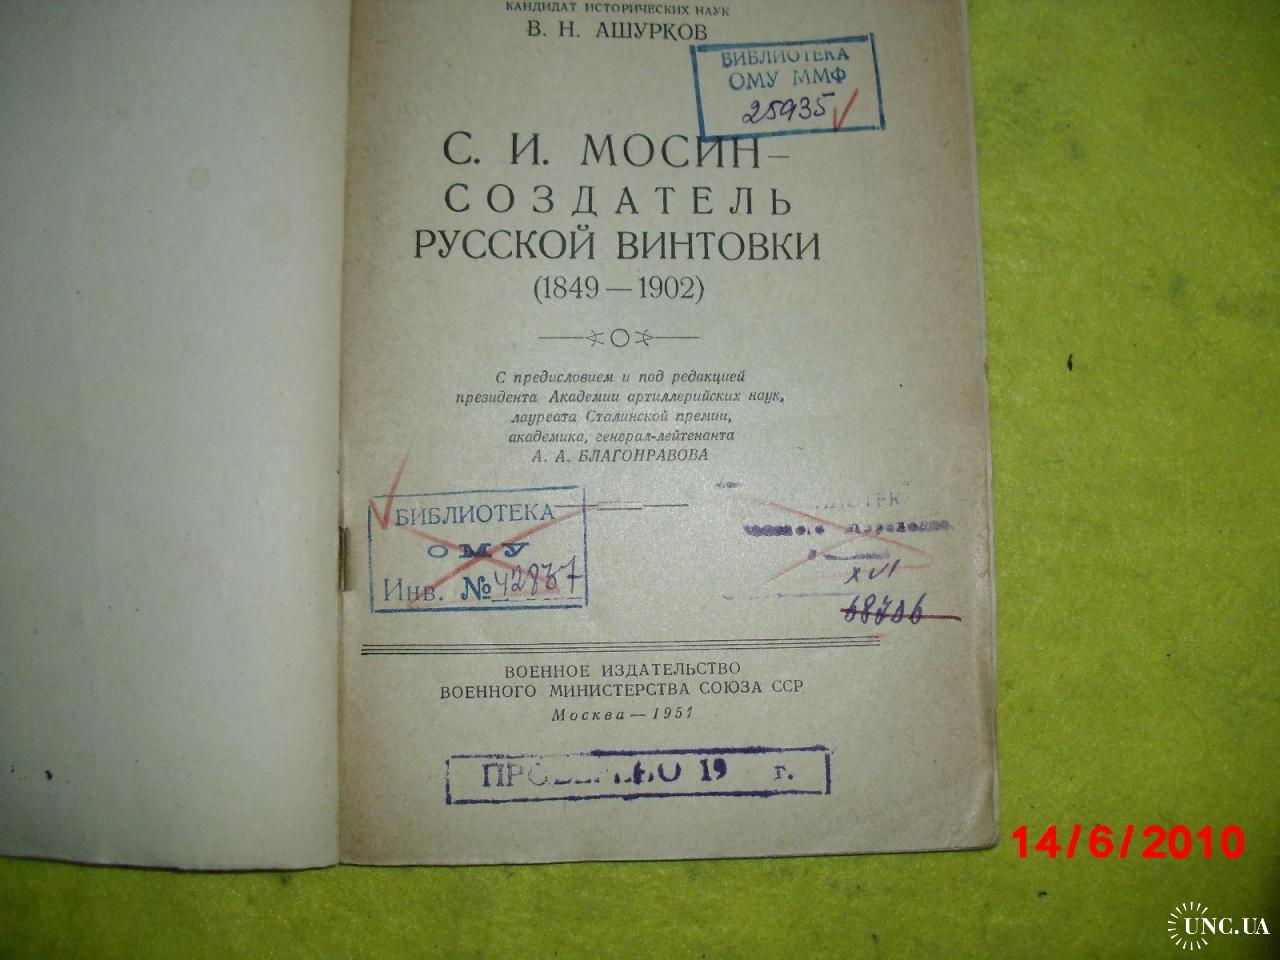 КАНДИДАТ ИСТОРИЧЕСКИХ НАУК
В. Н. АШУРКОВ
БИБЛИОТЕКА
ОМУ ММФ
25935
С. И. МОСИН—
СОЗДАТЕЛЬ
РУССКОЙ ВИНТОВКИ
(1849—1902)
С предисловием и под редакцией
президента Академии артиллерийских наук,
лауреата Сталинской премии,
академика, генерал-лейтенанта
А. А. БЛАГОНРАВОВА
БИБЛИОТЕКА
ОМУ
Инв. №
XVI
ВОЕННОЕ ИЗДАТЕЛЬСТВО
ВОЕННОГО МИНИСТЕРСТВА СОЮЗА ССР
Москва—1951
ПРОВЕРЕНО 19 г.
14/6/2010
UNC.UA